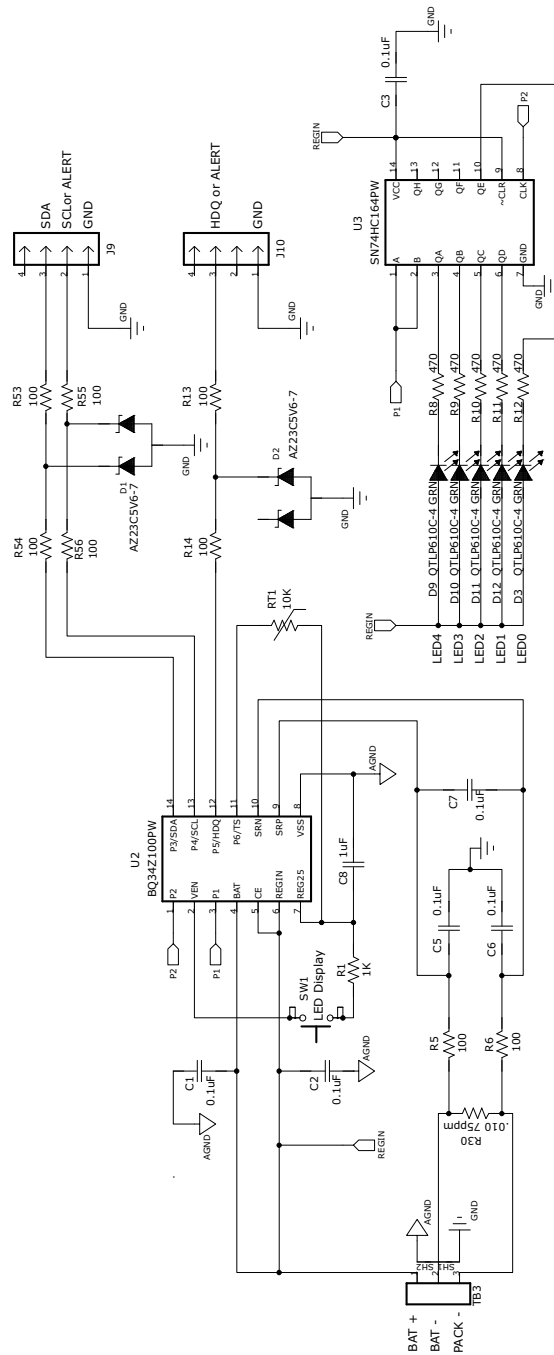 GND
0.1uF
C3
REGIN
P2
14
13
12
11
10
9
8
VCC
QH
QG
QF
QE
~CLR
CLK
U3
SN74HC164PW
A
B
QA
QB
QC
QD
GND
1
2
3
4
5
6
7
GND
P1
470
470
470
470
470
R8
R9
R10
R11
R12
D9 QTLP610C-4 GRN
D10 QTLP610C-4 GRN
D11 QTLP610C-4 GRN
D12 QTLP610C-4 GRN
D3 QTLP610C-4 GRN
REGIN
LED4
LED3
LED2
LED1
LED0
SDA
SCLor ALERT
GND
J9
4
3
2
1
GND
R53
100
R55
100
D1
AZ23C5V6-7
GND
R54
100
R56
100
HDQ or ALERT
GND
J10
4
3
2
1
GND
R13
100
D2
AZ23C5V6-7
GND
R14
100
RT1
10K
U2
BQ34Z100PW
P2
VEN
P1
BAT
CE
REGIN
REG25
1
2
3
4
5
6
7
P3/SDA
P4/SCL
P5/HDQ
P6/TS
SRN
SRP
VSS
14
13
12
11
10
9
8
P2
P1
C8
1uF
AGND
R1
1K
SW1
LED Display
C1
0.1uF
AGND
C2
0.1uF
AGND
REGIN
C7
0.1uF
C5
0.1uF
C6
0.1uF
R5
100
R6
100
R30
.010 75ppm
AGND
GND
SH2
SH1
1
2
3
TB3
BAT +
BAT -
PACK -